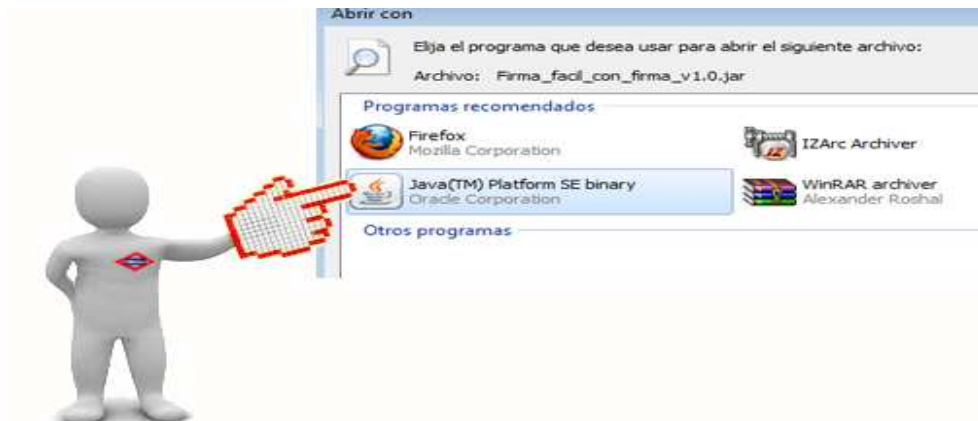 Abrir con
Elija el programa que desea usar para abrir el siguiente archivo:
Archivo: Firma_facil_con_firma_v1.0.jar
Programas recomendados
Firefox
Mozilla Corporation
IZArc Archiver
Java(TM) Platform SE binary
Oracle Corporation
WinRAR archiver
Alexander Roshal
Otros programas